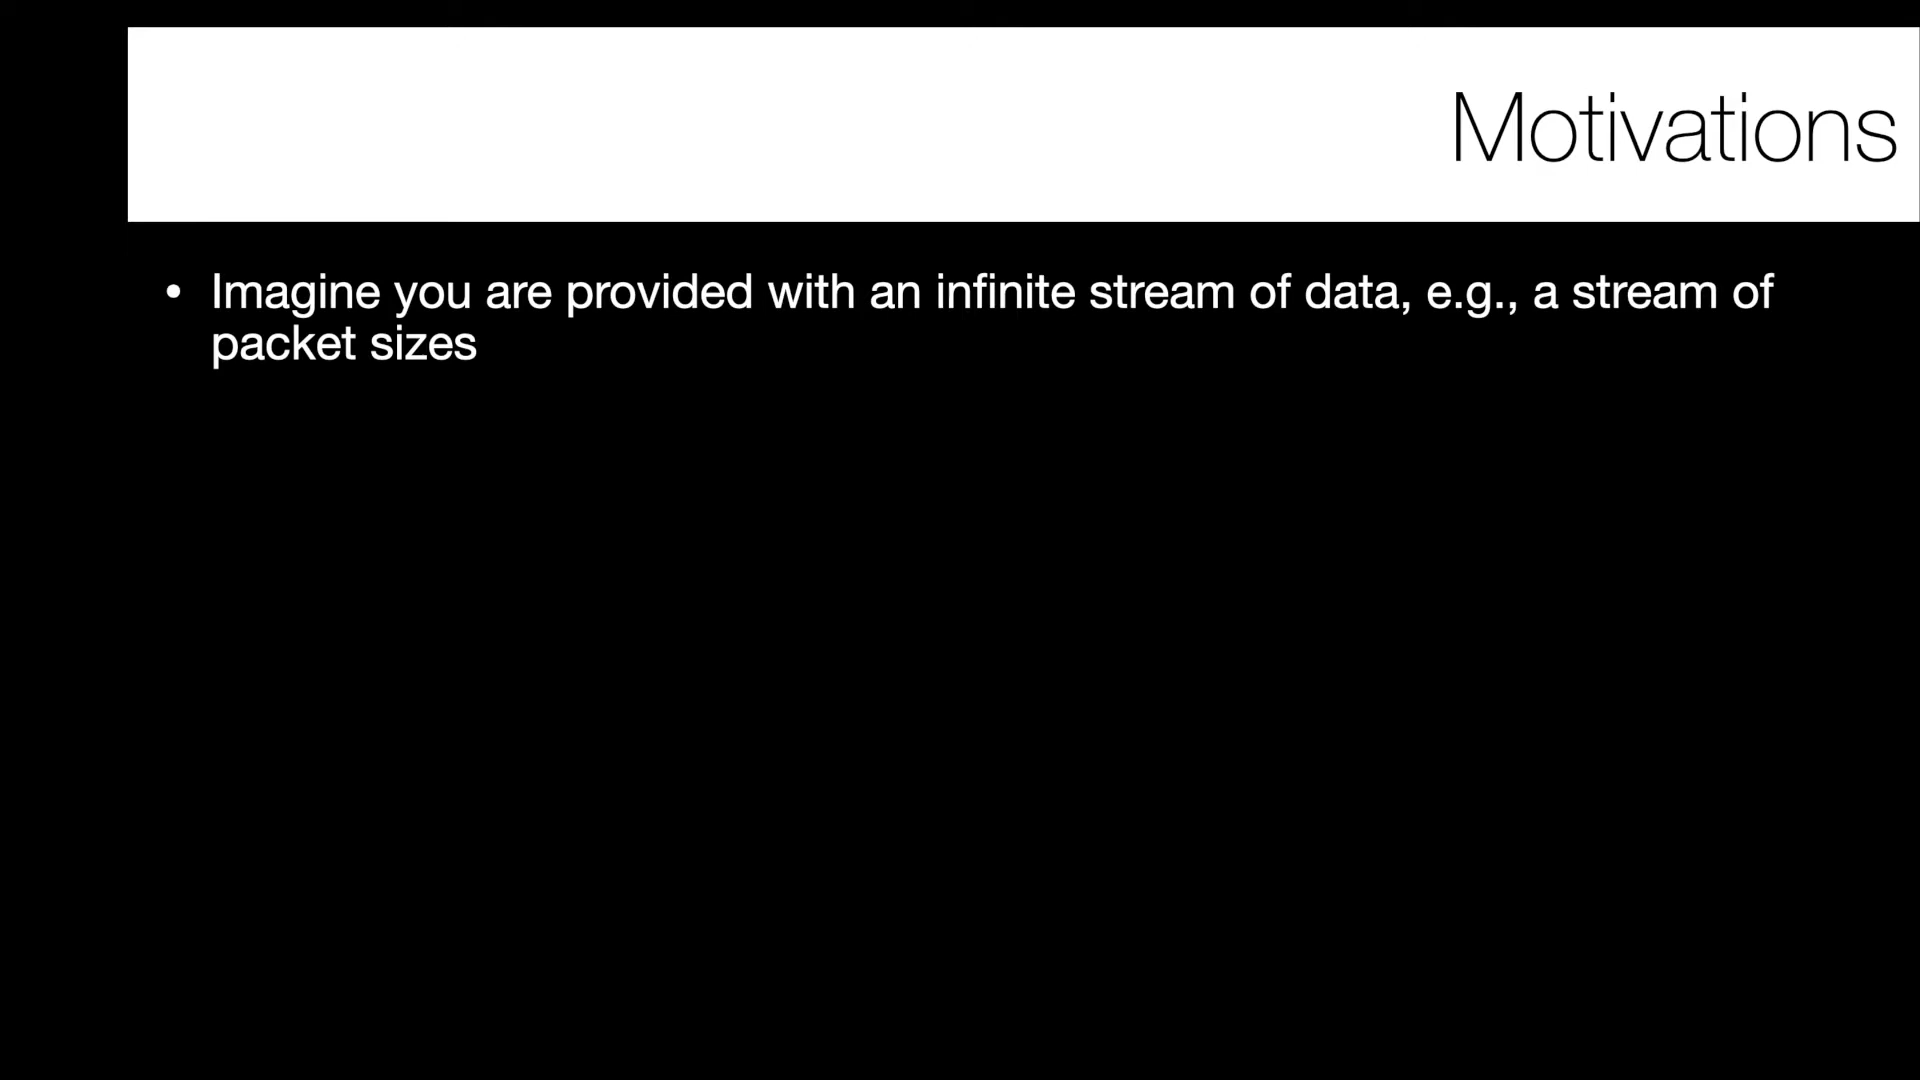 Motivations
• Imagine you are provided with an infinite stream of data, e.g., a stream of
packet sizes